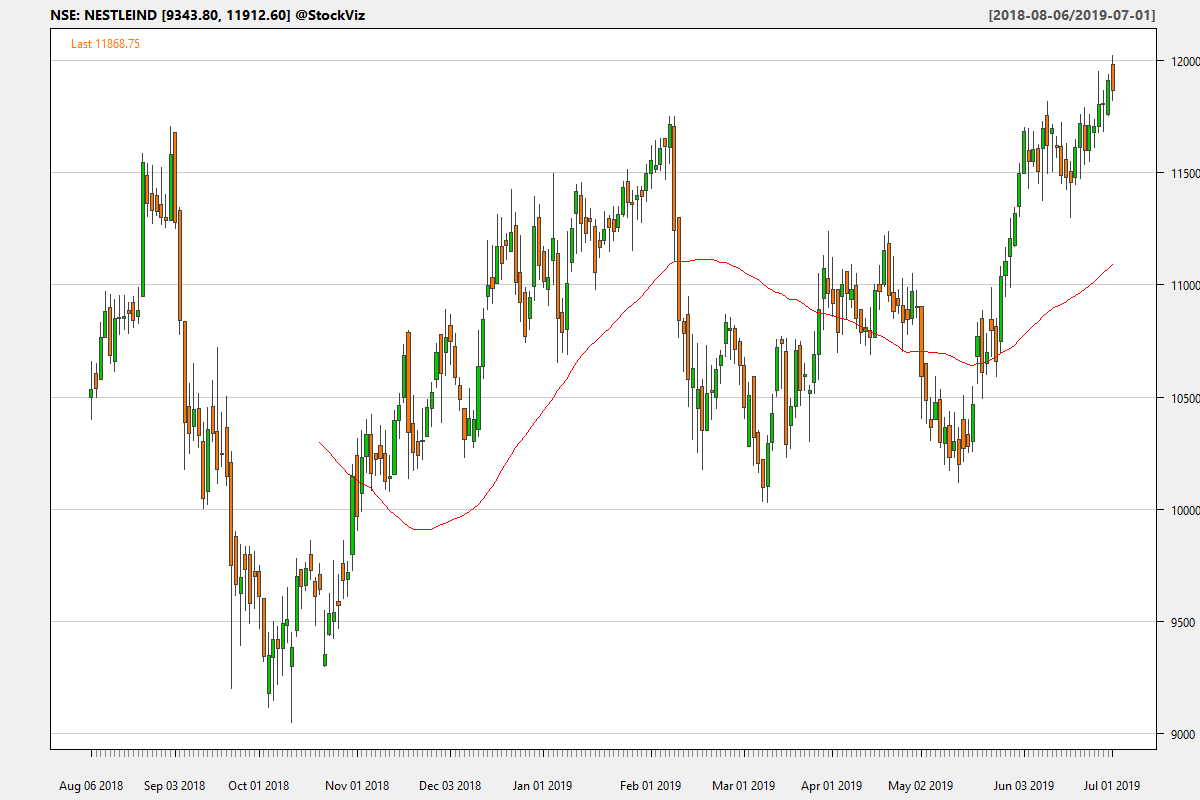 NSE: NESTLEIND [9343.80, 11912.60] @StockViz
[2018-08-06/2019-07-01]
Last 11868.75
12000
11500
11000
10500
10000
9500
9000
Aug 06 2018
Sep 03 2018
Oct 01 2018
Nov 01 2018
Dec 03 2018
Jan 01 2019
Feb 01 2019
Mar 01 2019
Apr 01 2019
May 02 2019
Jun 03 2019
Jul 01 2019